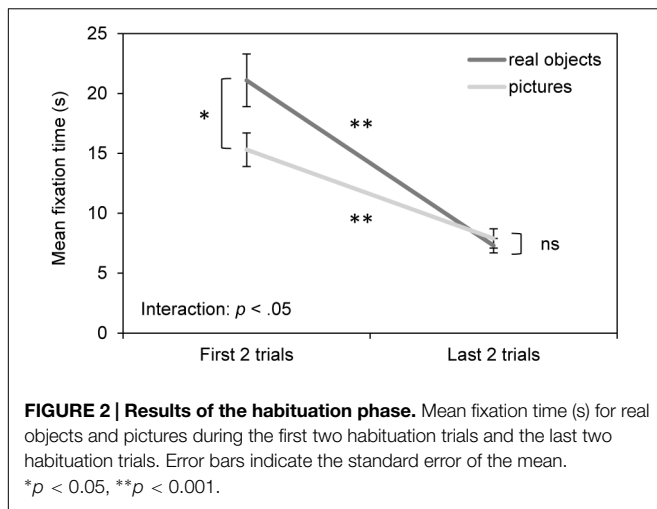 25
20
15
10
5
0
Mean fixation time (s)
real objects
pictures
*
**
**
ns
Interaction: p < .05
First 2 trials
Last 2 trials
FIGURE 2 | Results of the habituation phase. Mean fixation time (s) for real
objects and pictures during the first two habituation trials and the last two
habituation trials. Error bars indicate the standard error of the mean.
*p < 0.05, **p < 0.001.